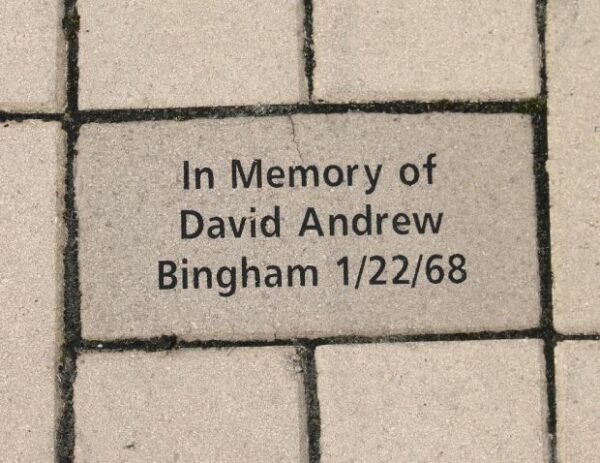 In Memory of
David Andrew
Bingham 1/22/68